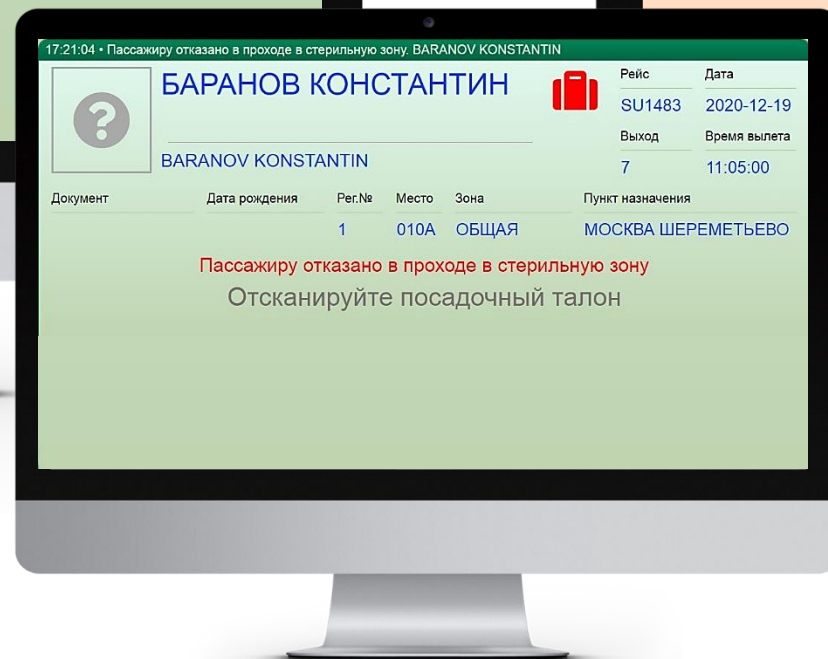 17:21:04 • Пассажиру отказано в проходе в стерильную зону. BARANOV KONSTANTIN
?
БАРАНОВ КОНСТАНТИН
BARANOV KONSTANTIN
Рейс Дата
SU1483 2020-12-19
Выход Время вылета
7 11:05:00
Документ Дата рождения Рег.№ Место Зона Пункт назначения
1 010A ОБЩАЯ МОСКВА ШЕРЕМЕТЬЕВО
Пассажиру отказано в проходе в стерильную зону
Отсканируйте посадочный талон